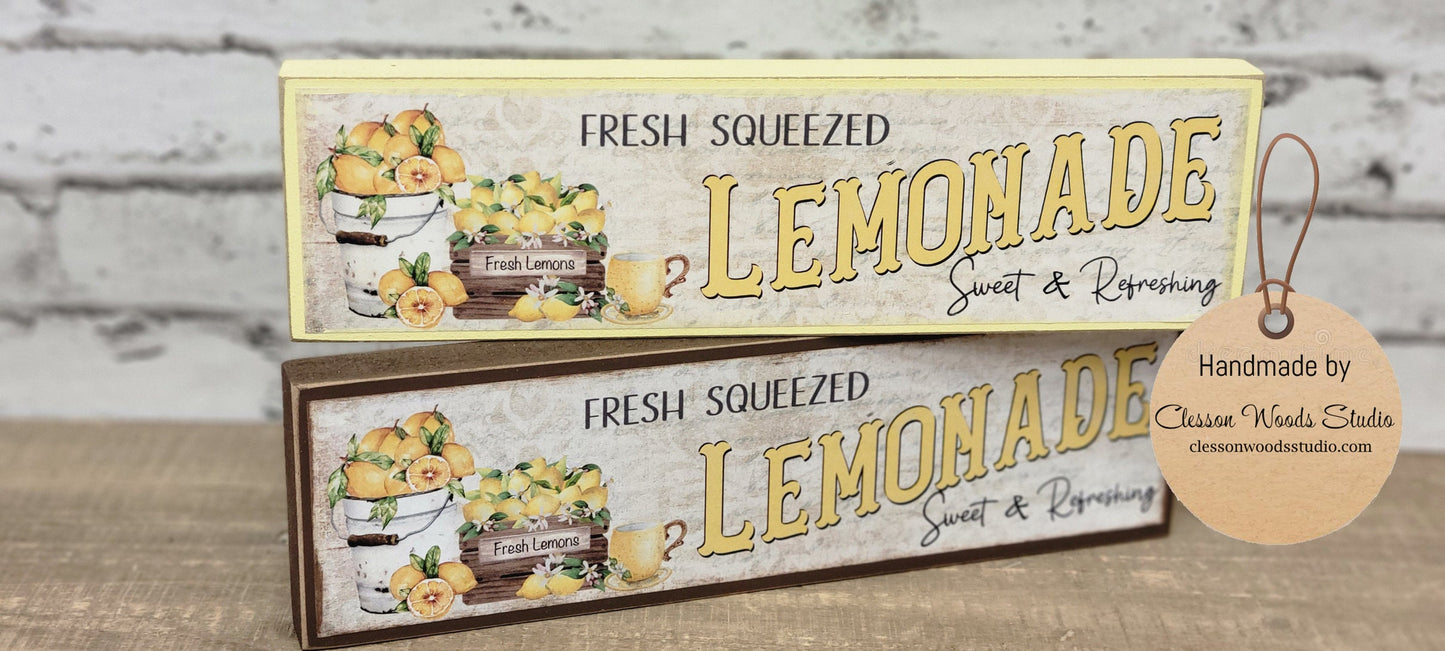 FRESH SQUEEZED
LEMONADE
Sweet & Refreshing
Fresh Lemons
FRESH SQUEEZED
LEMONADE
Sweet & Refreshing
Fresh Lemons
Handmade by
Clesson Woods Studio
clessonwoodsstudio.com